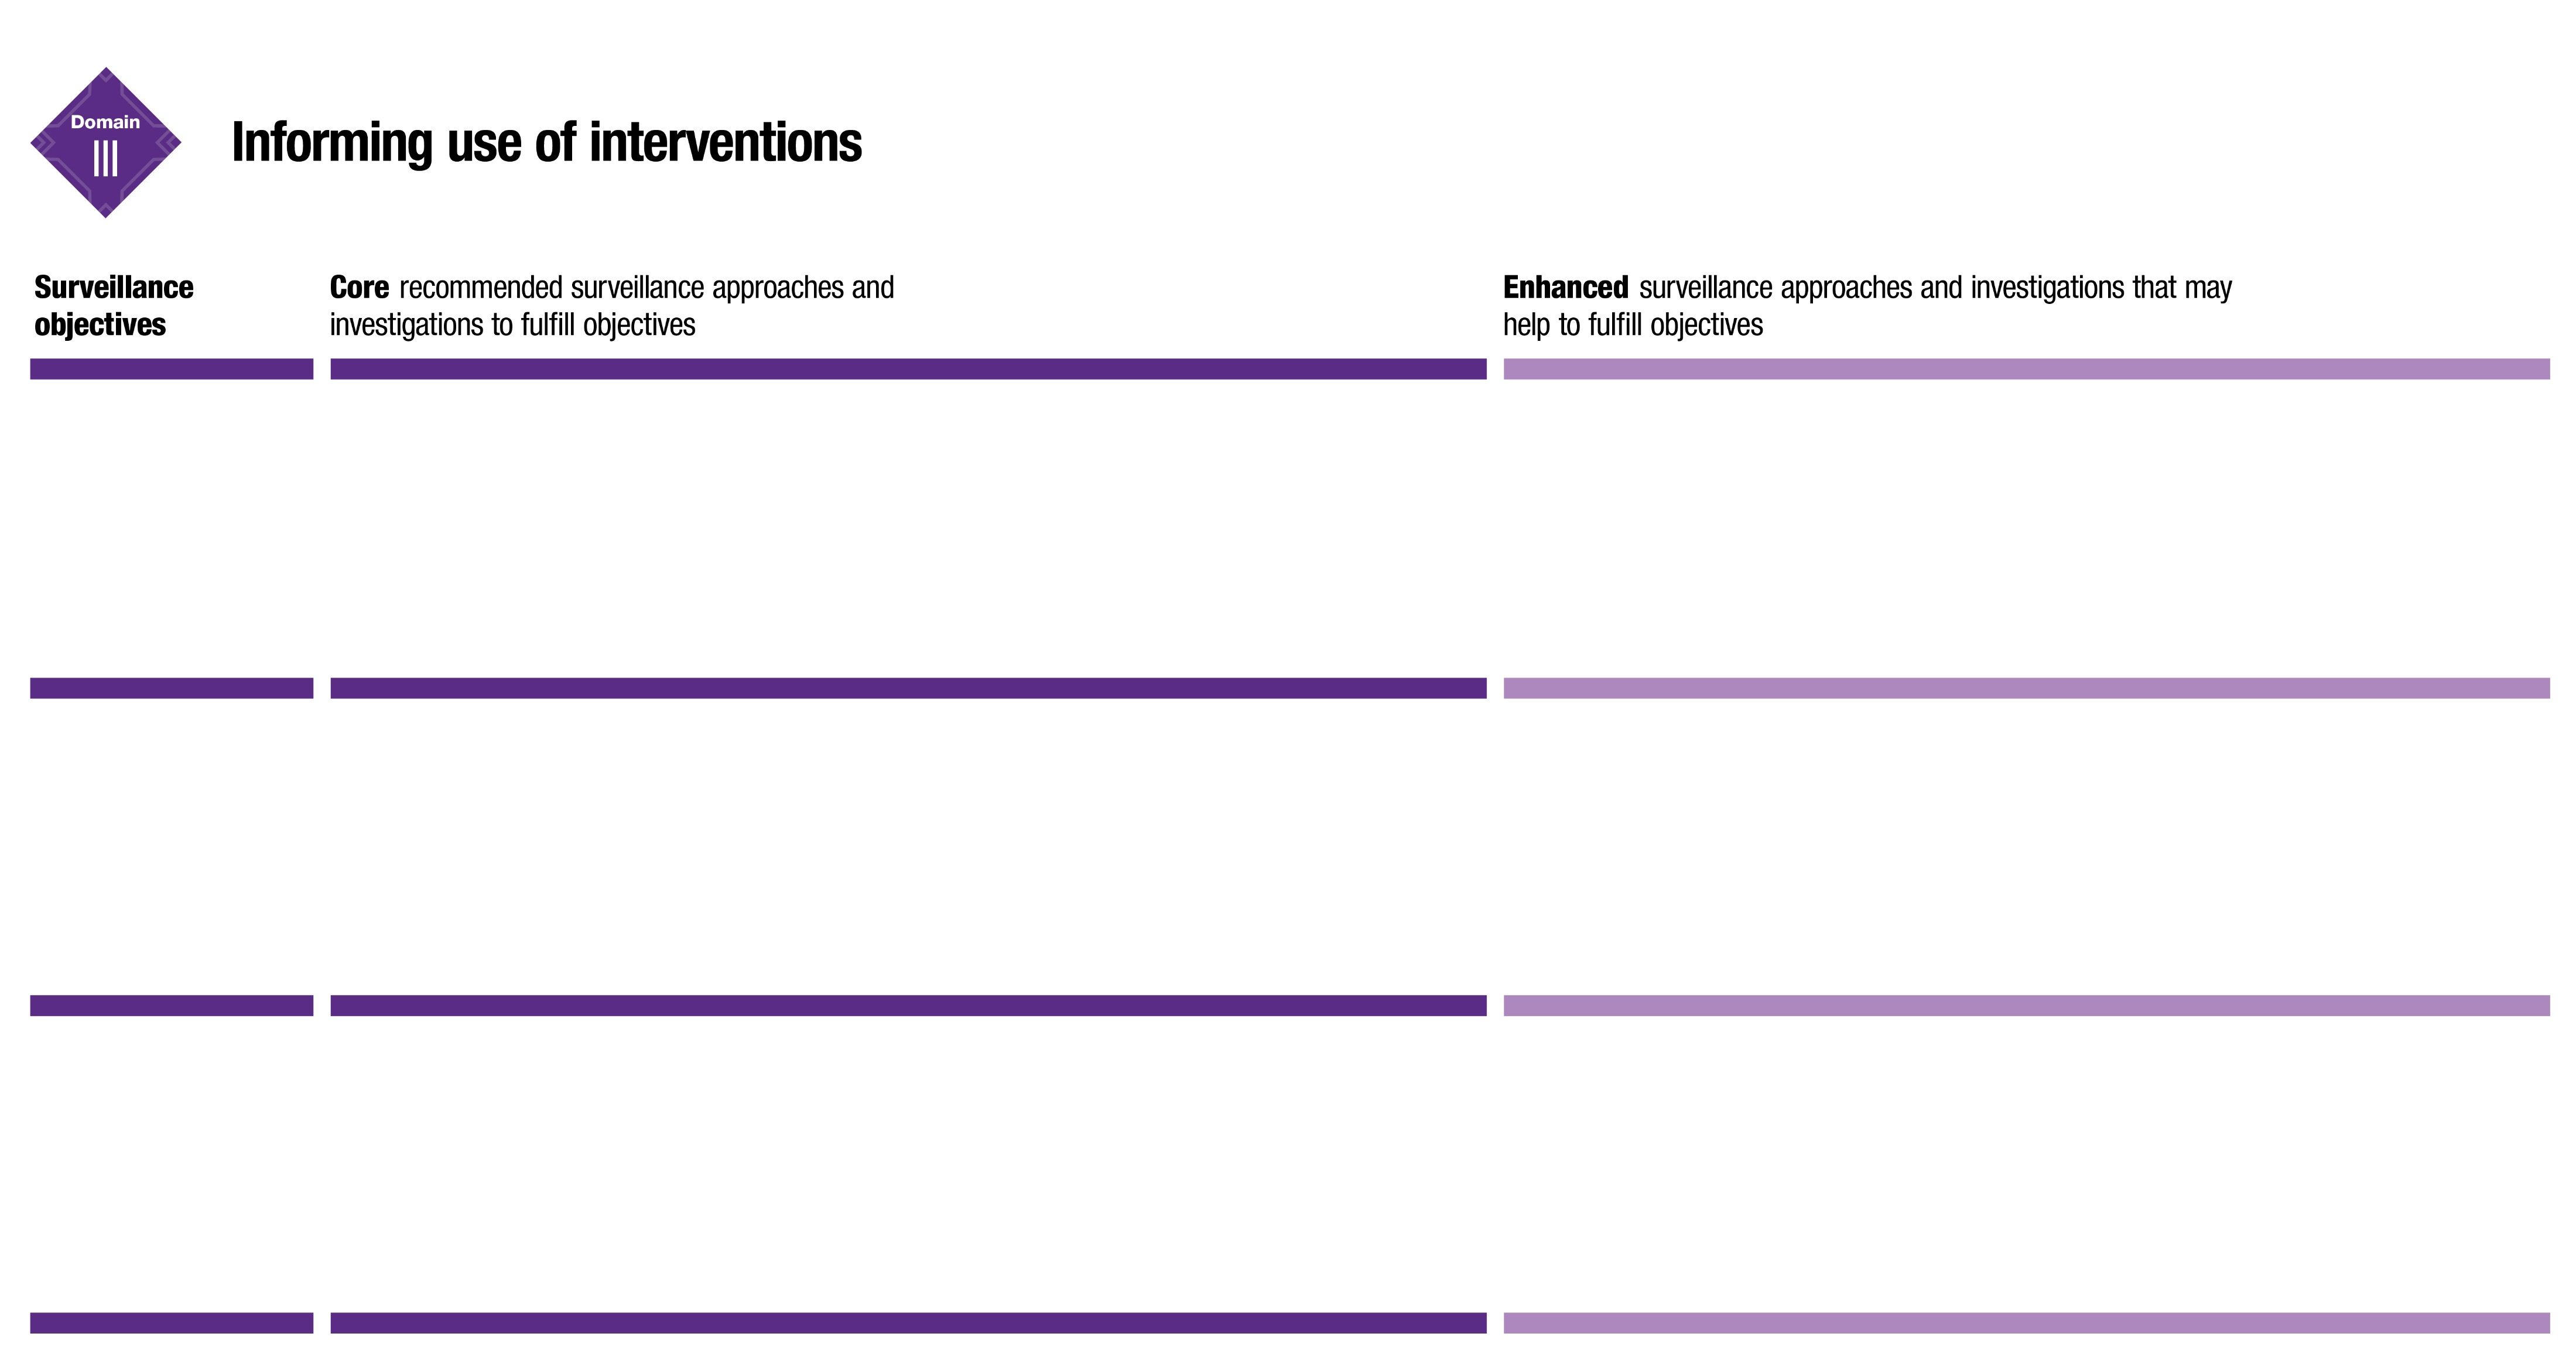 Domain
III
Informing use of interventions
Surveillance
objectives
Core recommended surveillance approaches and
investigations to fulfill objectives
Enhanced surveillance approaches and investigations that may
help to fulfill objectives